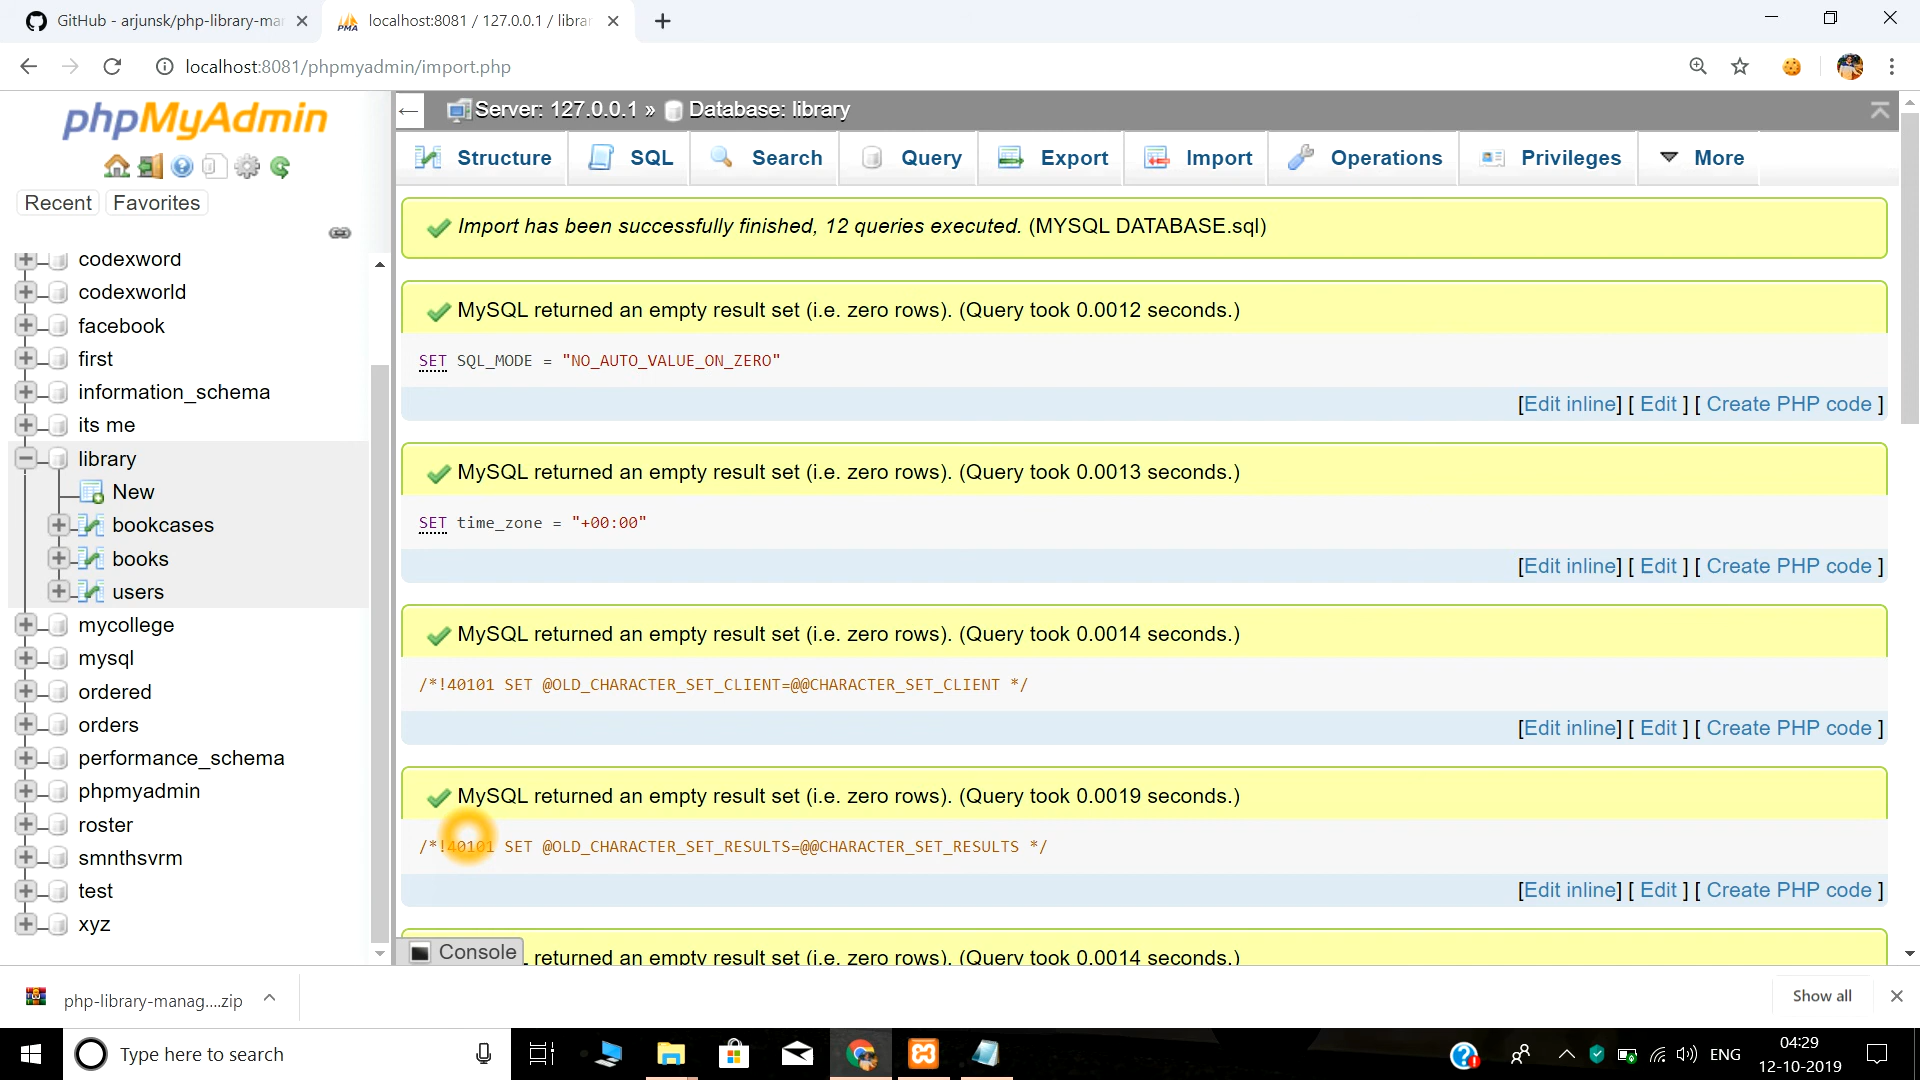 GitHub - arjunsk/php-library-mar
localhost:8081 / 127.0.0.1 / librar
localhost:8081/phpmyadmin/import.php
phpMyAdmin
Recent
Favorites
codexword
codexworld
facebook
first
information_schema
its me
library
New
bookcases
books
users
mycollege
mysql
ordered
orders
performance_schema
phpmyadmin
roster
smnthsvrm
test
xyz
Server: 127.0.0.1 » Database: library
Structure SQL Search Query Export Import Operations Privileges More
Import has been successfully finished, 12 queries executed. (MYSQL DATABASE.sql)
MySQL returned an empty result set (i.e. zero rows). (Query took 0.0012 seconds.)
SET SQL_MODE = "NO_AUTO_VALUE_ON_ZERO"
[Edit inline] [ Edit ] [ Create PHP code ]
MySQL returned an empty result set (i.e. zero rows). (Query took 0.0013 seconds.)
SET time_zone = "+00:00"
[Edit inline] [ Edit ] [ Create PHP code ]
MySQL returned an empty result set (i.e. zero rows). (Query took 0.0014 seconds.)
/*!40101 SET @OLD_CHARACTER_SET_CLIENT=@@CHARACTER_SET_CLIENT */
[Edit inline] [ Edit ] [ Create PHP code ]
MySQL returned an empty result set (i.e. zero rows). (Query took 0.0019 seconds.)
/*!40101 SET @OLD_CHARACTER_SET_RESULTS=@@CHARACTER_SET_RESULTS */
[Edit inline] [ Edit ] [ Create PHP code ]
Console
returned an empty result set (i.e. zero rows). (Query took 0.0014 seconds.)
php-library-manag....zip
Show all
Type here to search
ENG
04:29
12-10-2019